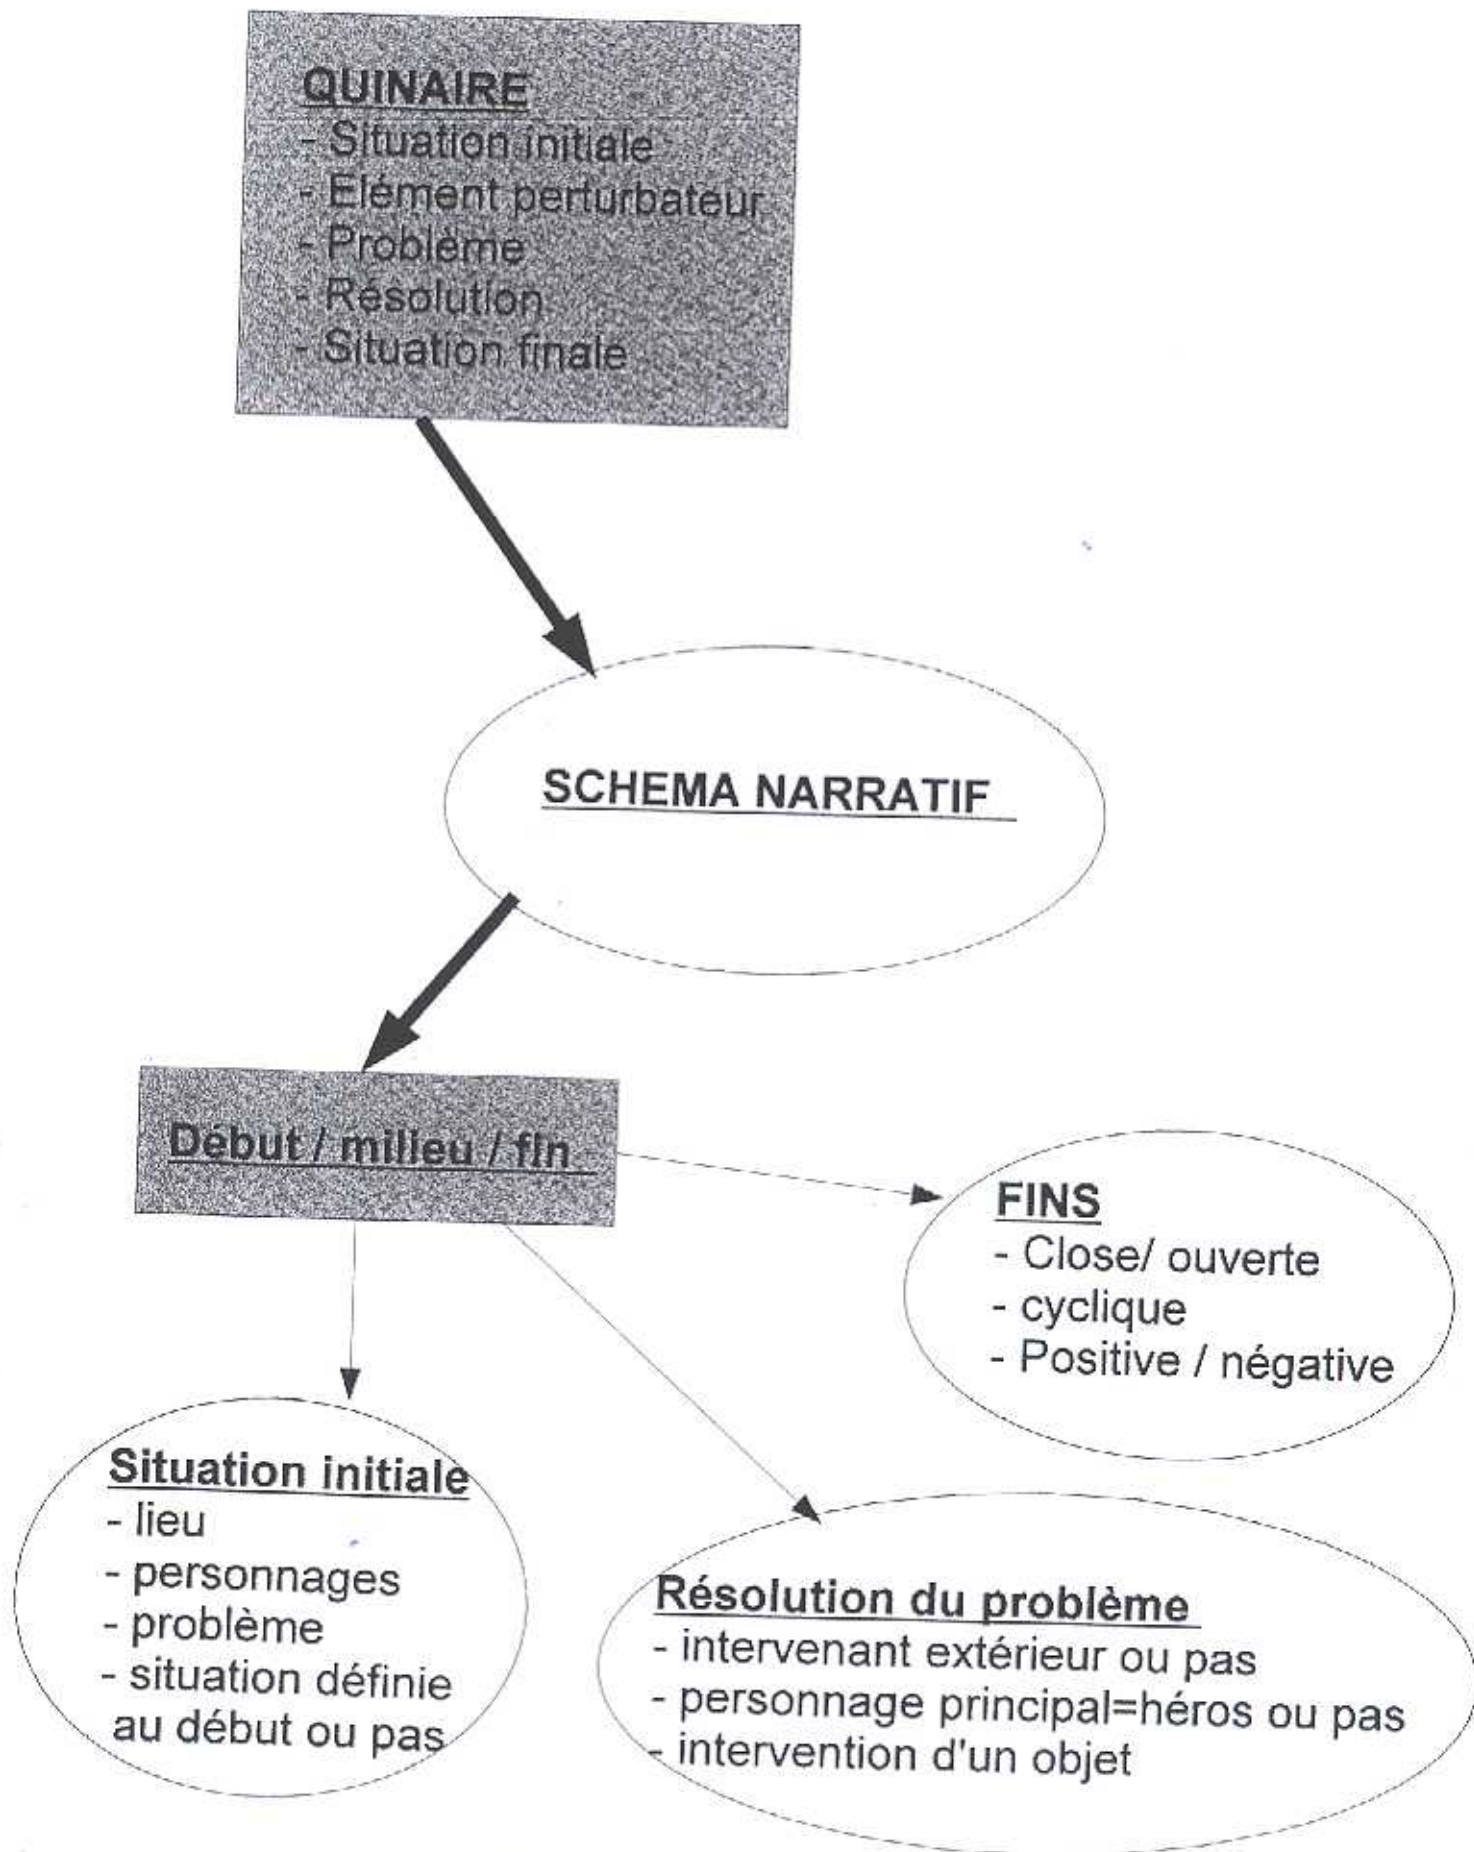 QUINAIRE
- Situation initiale
- Elément perturbateur
- Problème
- Résolution
- Situation finale
SCHEMA NARRATIF
Début / milieu / fin
FINS
- Close/ ouverte
- cyclique
- Positive / négative
Situation initiale
- lieu
- personnages
- problème
- situation définie
au début ou pas
Résolution du problème
- intervenant extérieur ou pas
- personnage principal=héros ou pas
- intervention d'un objet